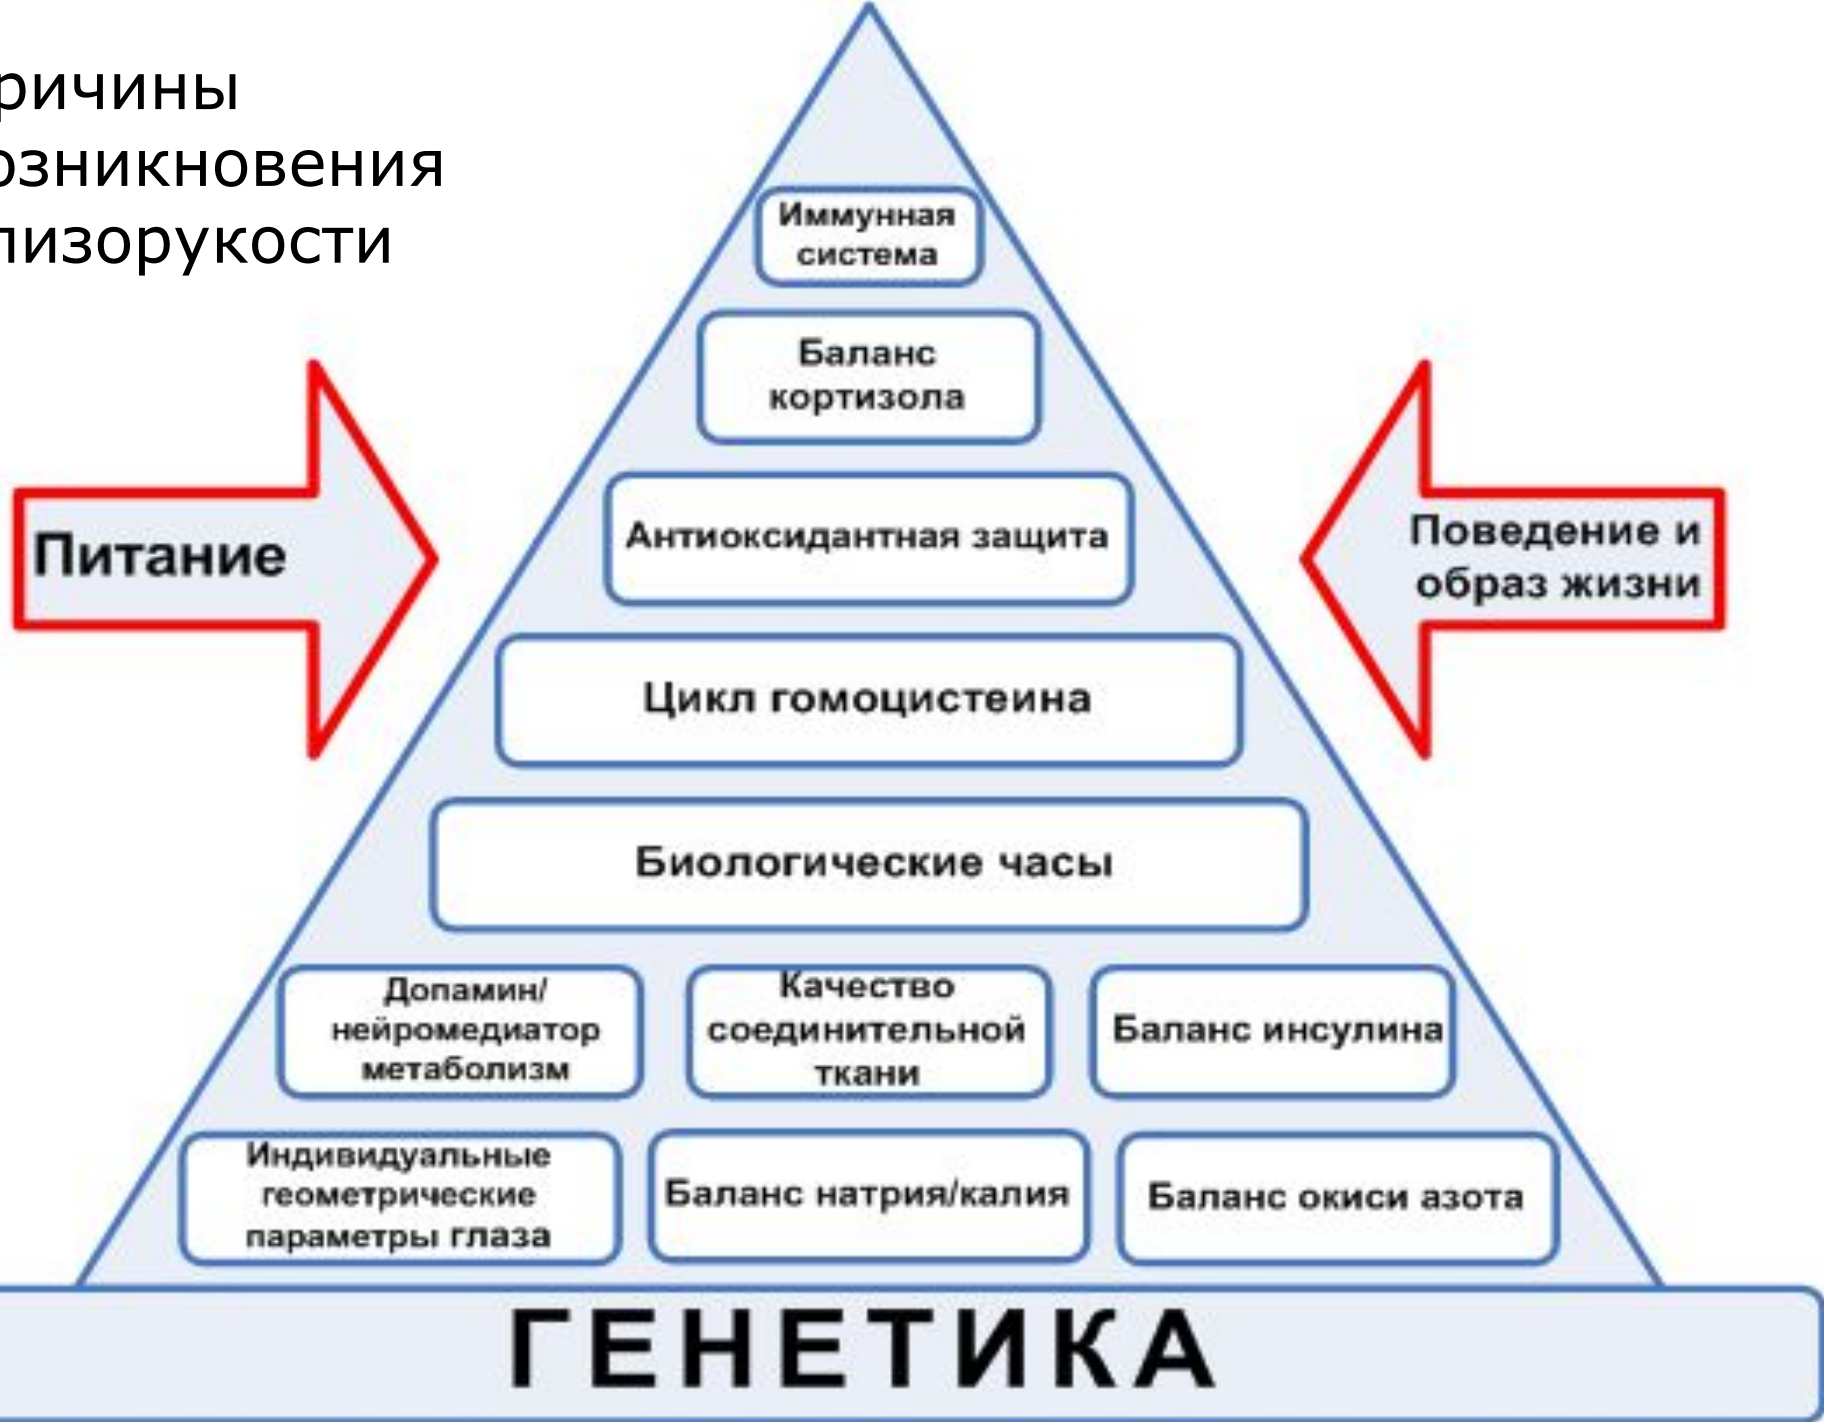 ричины
озникновения
лизорукости
Иммунная
система
Баланс
кортизола
Антиоксидантная защита
Питание
Поведение и
образ жизни
Цикл гомоцистеина
Биологические часы
Допамин/
нейромедиатор
метаболизм
Качество
соединительной
ткани
Баланс инсулина
Индивидуальные
геометрические
параметры глаза
Баланс натрия/калия
Баланс окиси азота
ГЕНЕТИКА